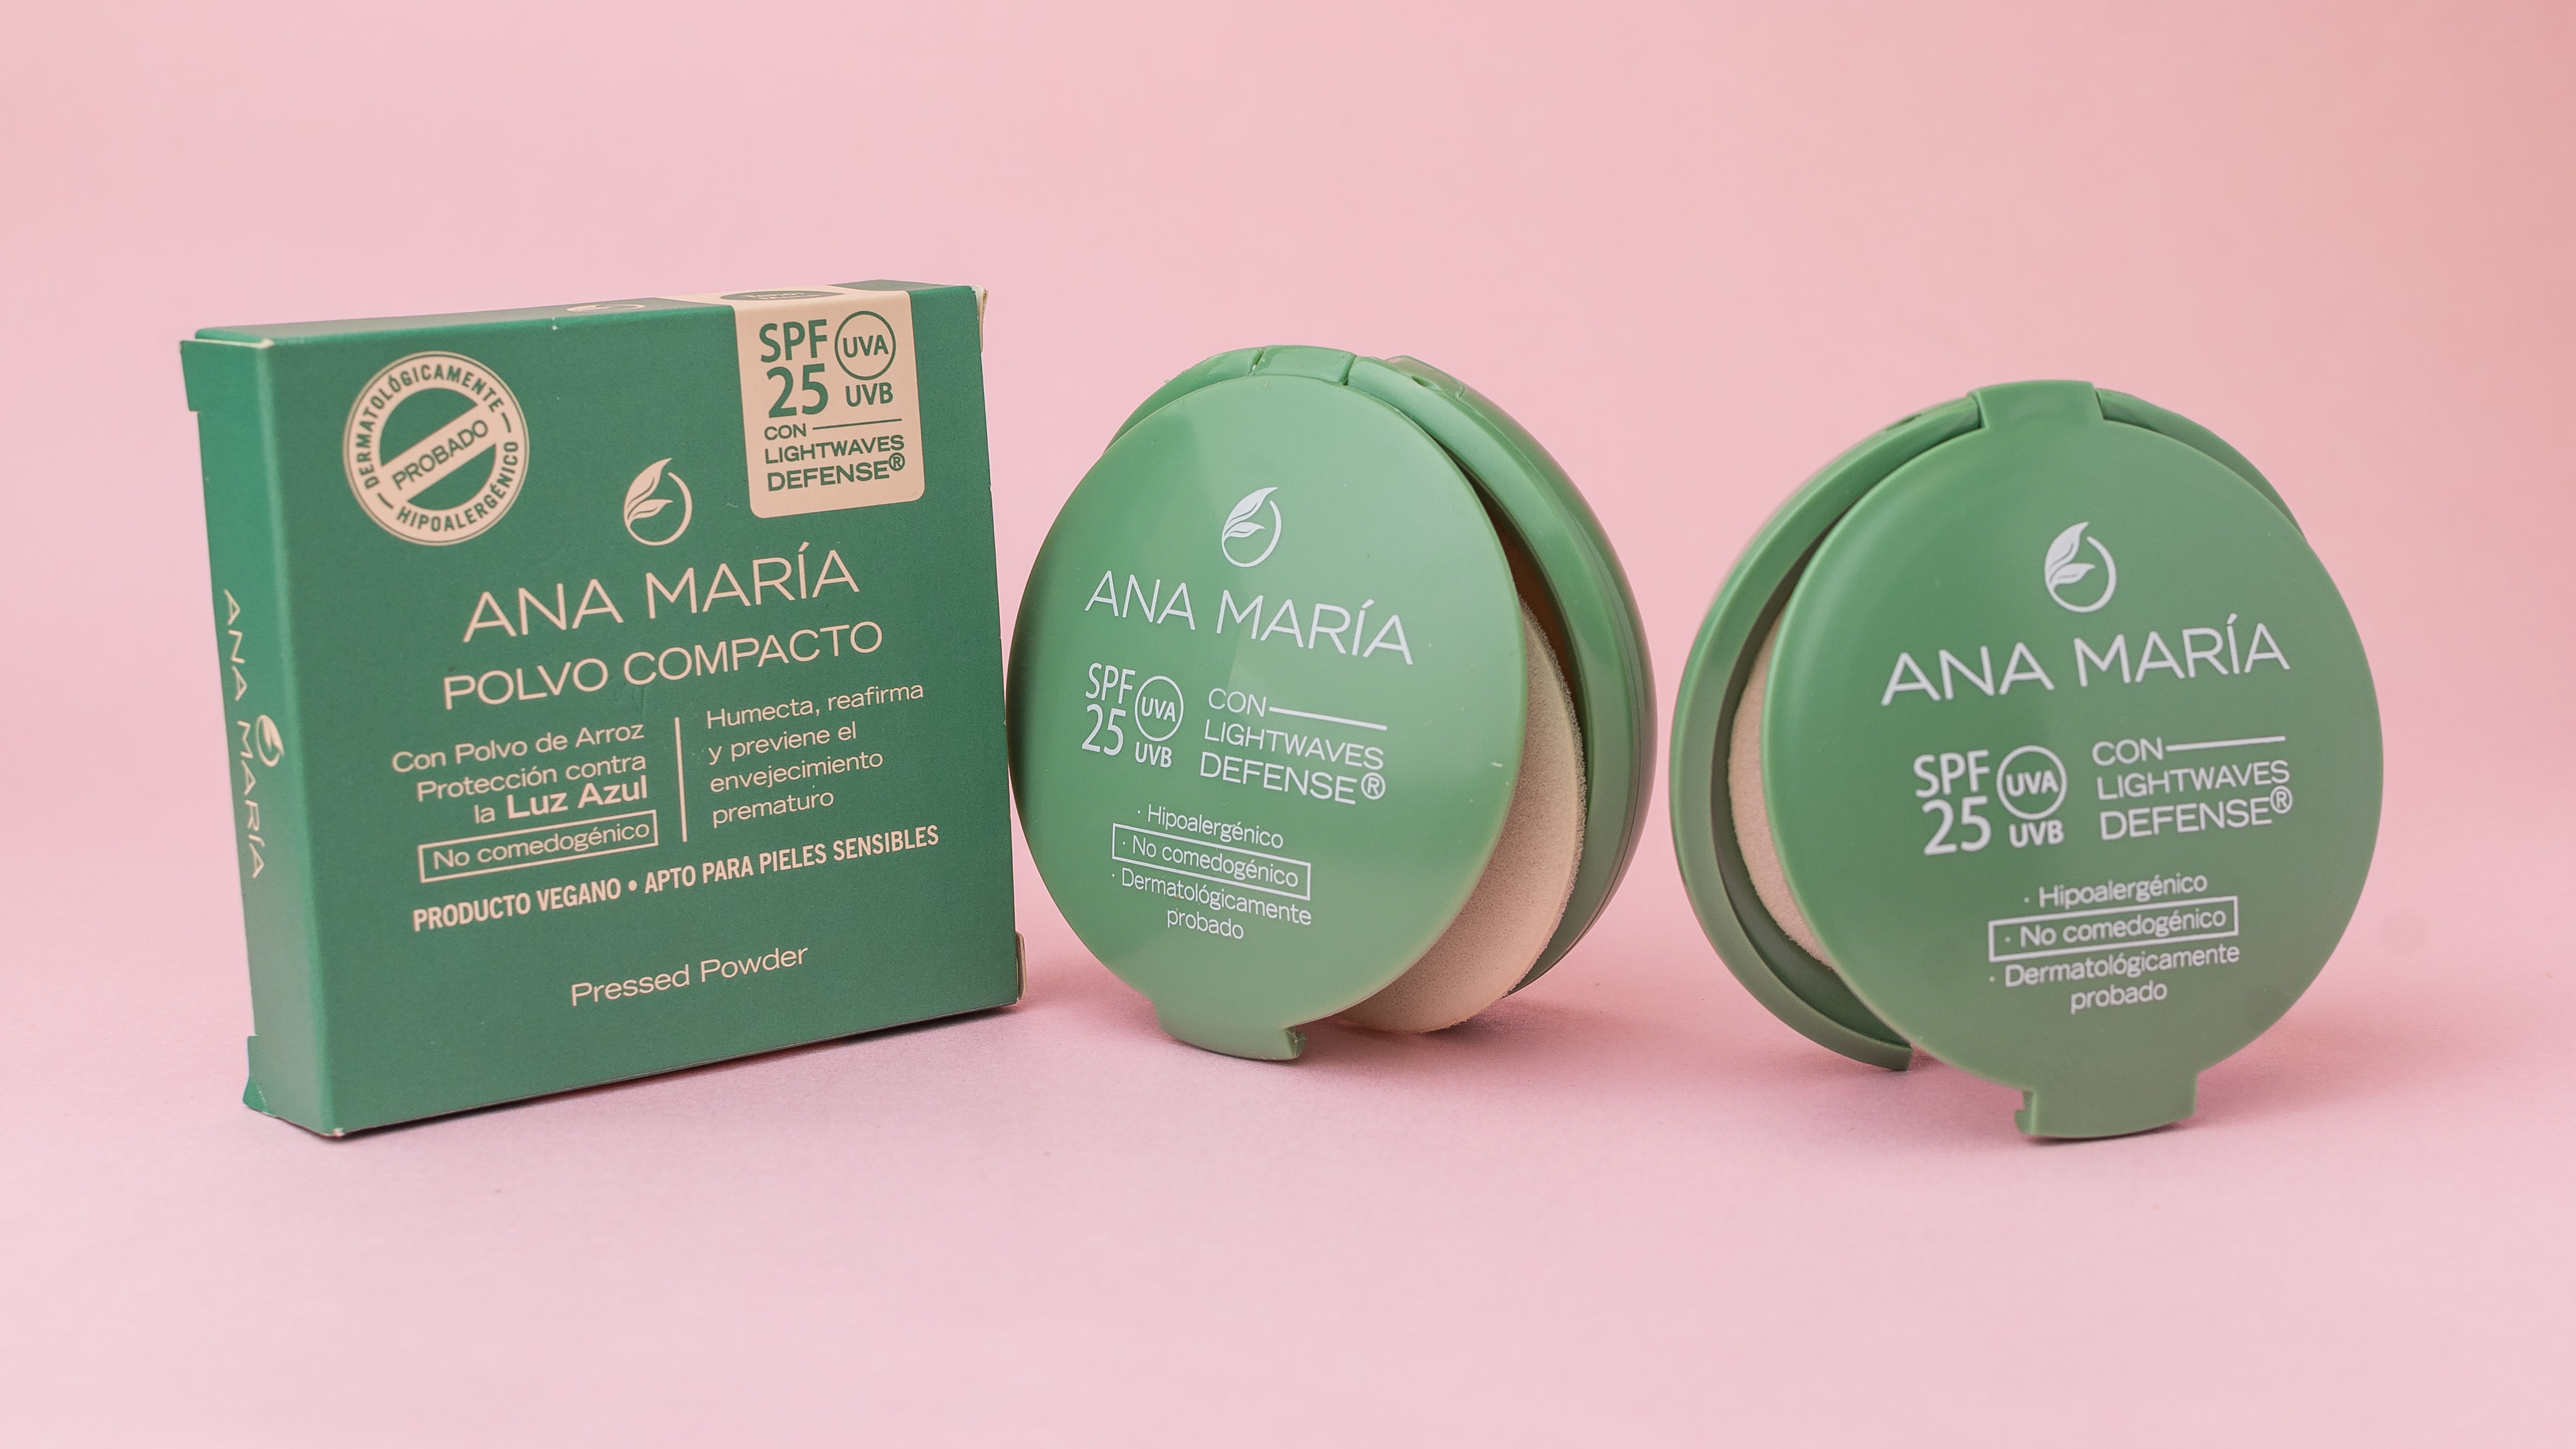 DERMATOLÓGICAMENTE
PROBADO
HIPOALERGÉNICO
SPF
25
UVA
UVB
CON
LIGHTWAVES
DEFENSE®
ANA MARÍA
POLVO COMPACTO
Con Polvo de Arroz
Protección contra
la Luz Azul
No comedogénico
Humecta, reafirma
y previene el
envejecimiento
prematuro
PRODUCTO VEGANO • APTO PARA PIELES SENSIBLES
Pressed Powder
ANA MARÍA
ANA MARÍA
SPF
25
UVA
UVB
CON
LIGHTWAVES
DEFENSE®
· Hipoalergénico
· No comedogénico
· Dermatológicamente
probado
ANA MARÍA
SPF
25
UVA
UVB
CON
LIGHTWAVES
DEFENSE®
· Hipoalergénico
· No comedogénico
· Dermatológicamente
probado